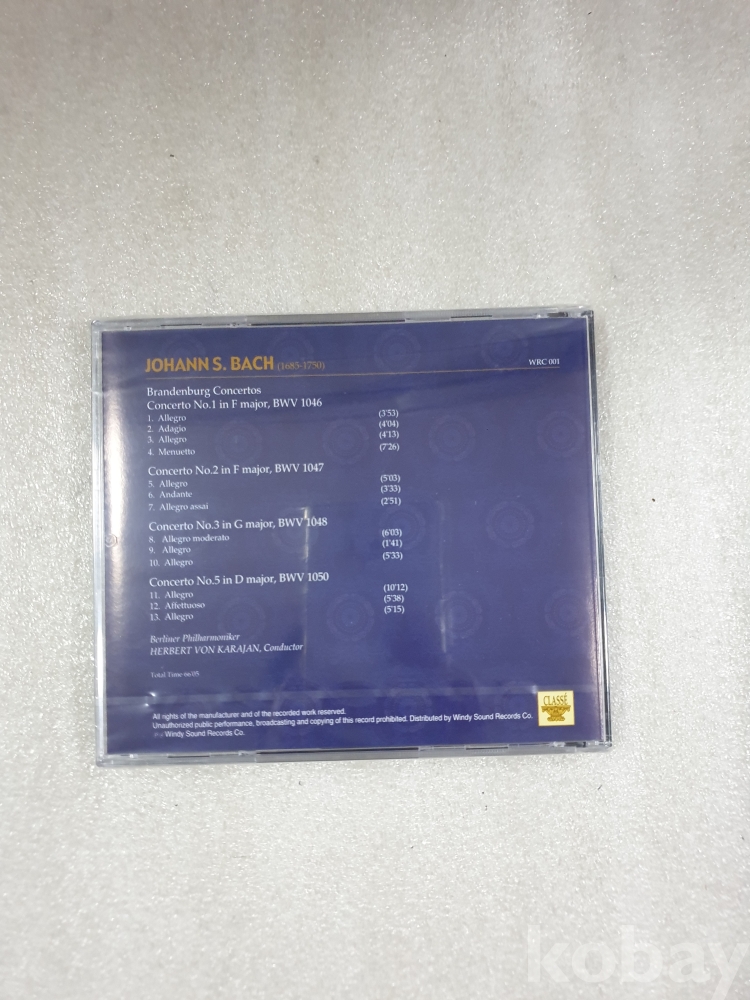 JOHANN S. BACH (1685-1750)
WRC 001
Brandenburg Concertos
Concerto No.1 in F major, BWV 1046
1. Allegro (3'53)
2. Adagio (4'04)
3. Allegro (4'13)
4. Menuetto (7'26)
Concerto No.2 in F major, BWV 1047
5. Allegro (5'03)
6. Andante (3'33)
7. Allegro assai (2'51)
Concerto No.3 in G major, BWV 1048
8. Allegro moderato (6'03)
9. Allegro (1'41)
10. Allegro (5'33)
Concerto No.5 in D major, BWV 1050
11. Allegro (10'12)
12. Affettuoso (5'38)
13. Allegro (5'15)
Berliner Philharmoniker
HERBERT VON KARAJAN, Conductor
Total Time 66'05
CLASSÉ
All rights of the manufacturer and of the recorded work reserved.
Unauthorized public performance, broadcasting and copying of this record prohibited. Distributed by Windy Sound Records Co.
Windy Sound Records Co.
kobay